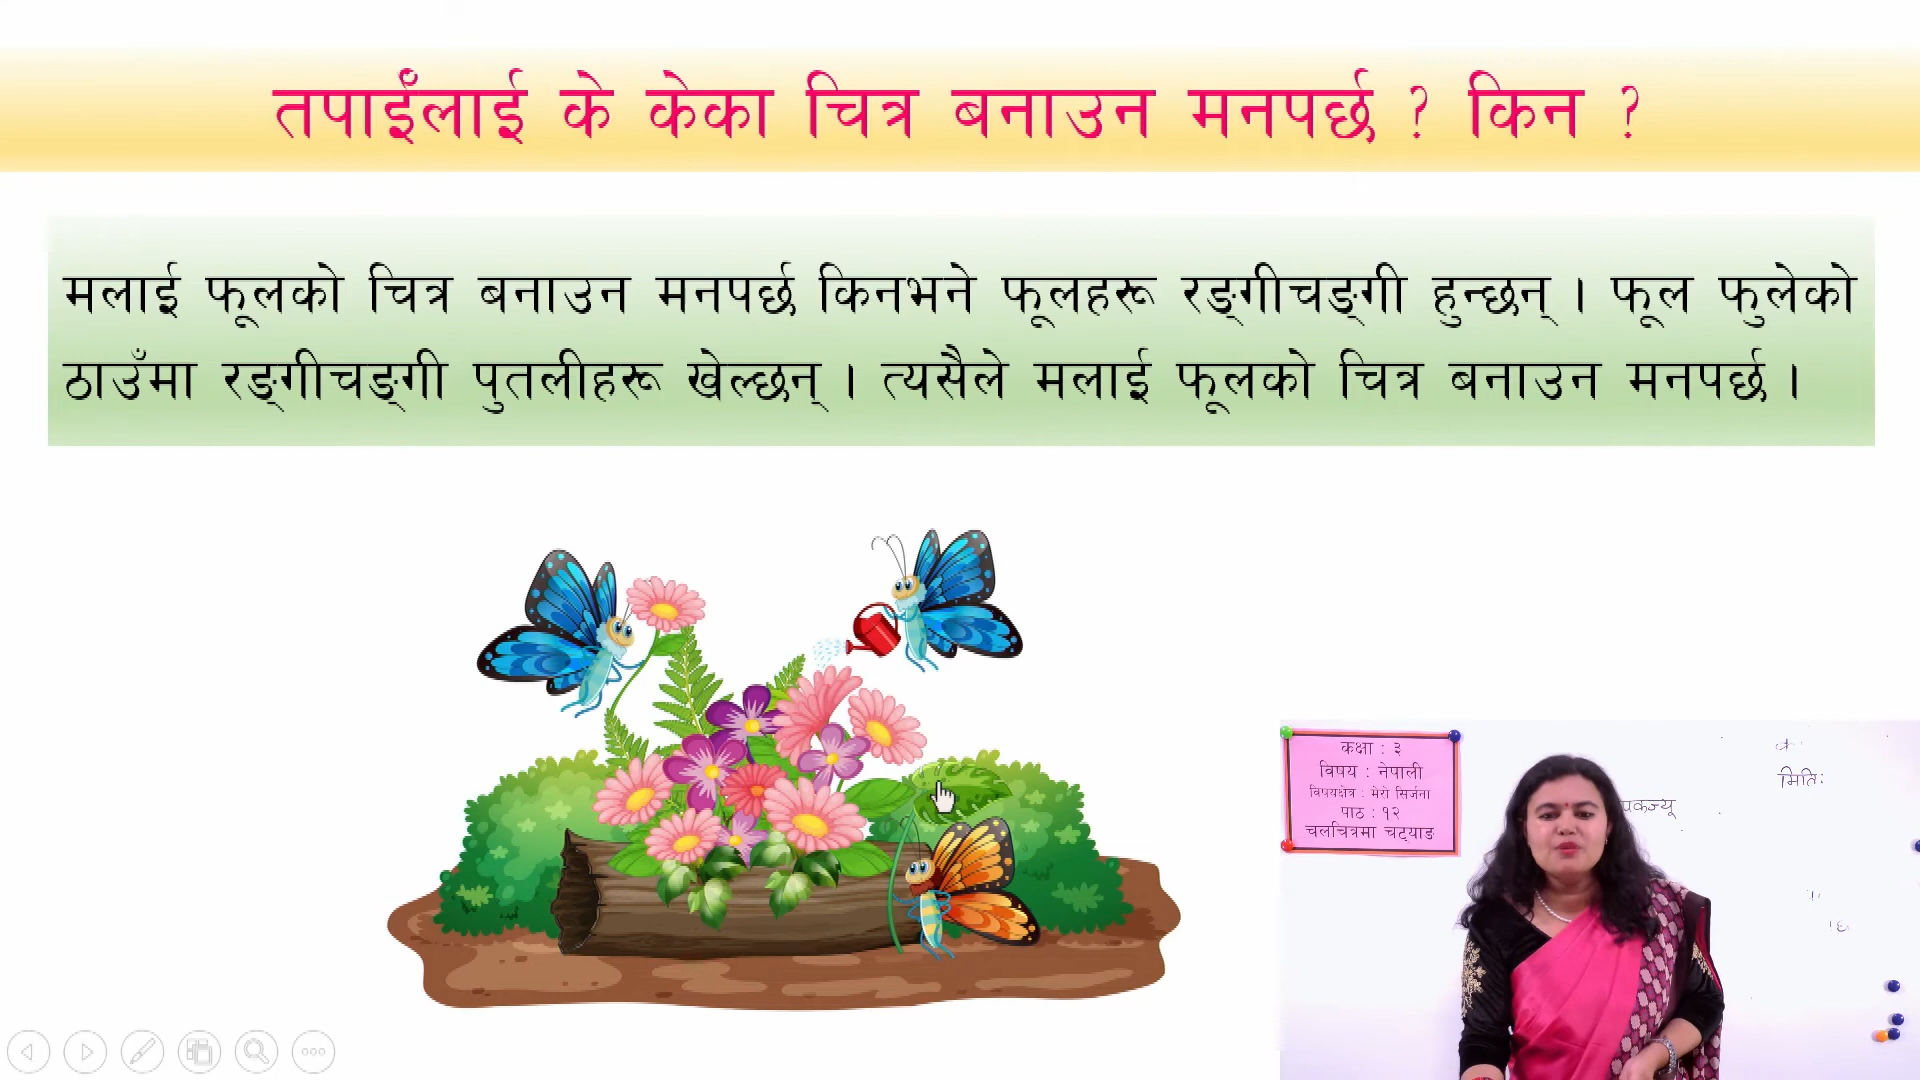 तपाईंलाई के केका चित्र बनाउन मनपर्छ ? किन ?
मलाई फूलको चित्र बनाउन मनपर्छ किनभने फूलहरू रङ्गीचङ्गी हुन्छन् । फूल फुलेको
ठाउँमा रङ्गीचङ्गी पुतलीहरू खेल्छन् । त्यसैले मलाई फूलको चित्र बनाउन मनपर्छ ।
कक्षा : ३
विषय : नेपाली
विषयक्षेत्र : मेरो सिर्जना
पाठ : १२
चलचित्रमा चट्याङ
मितिः